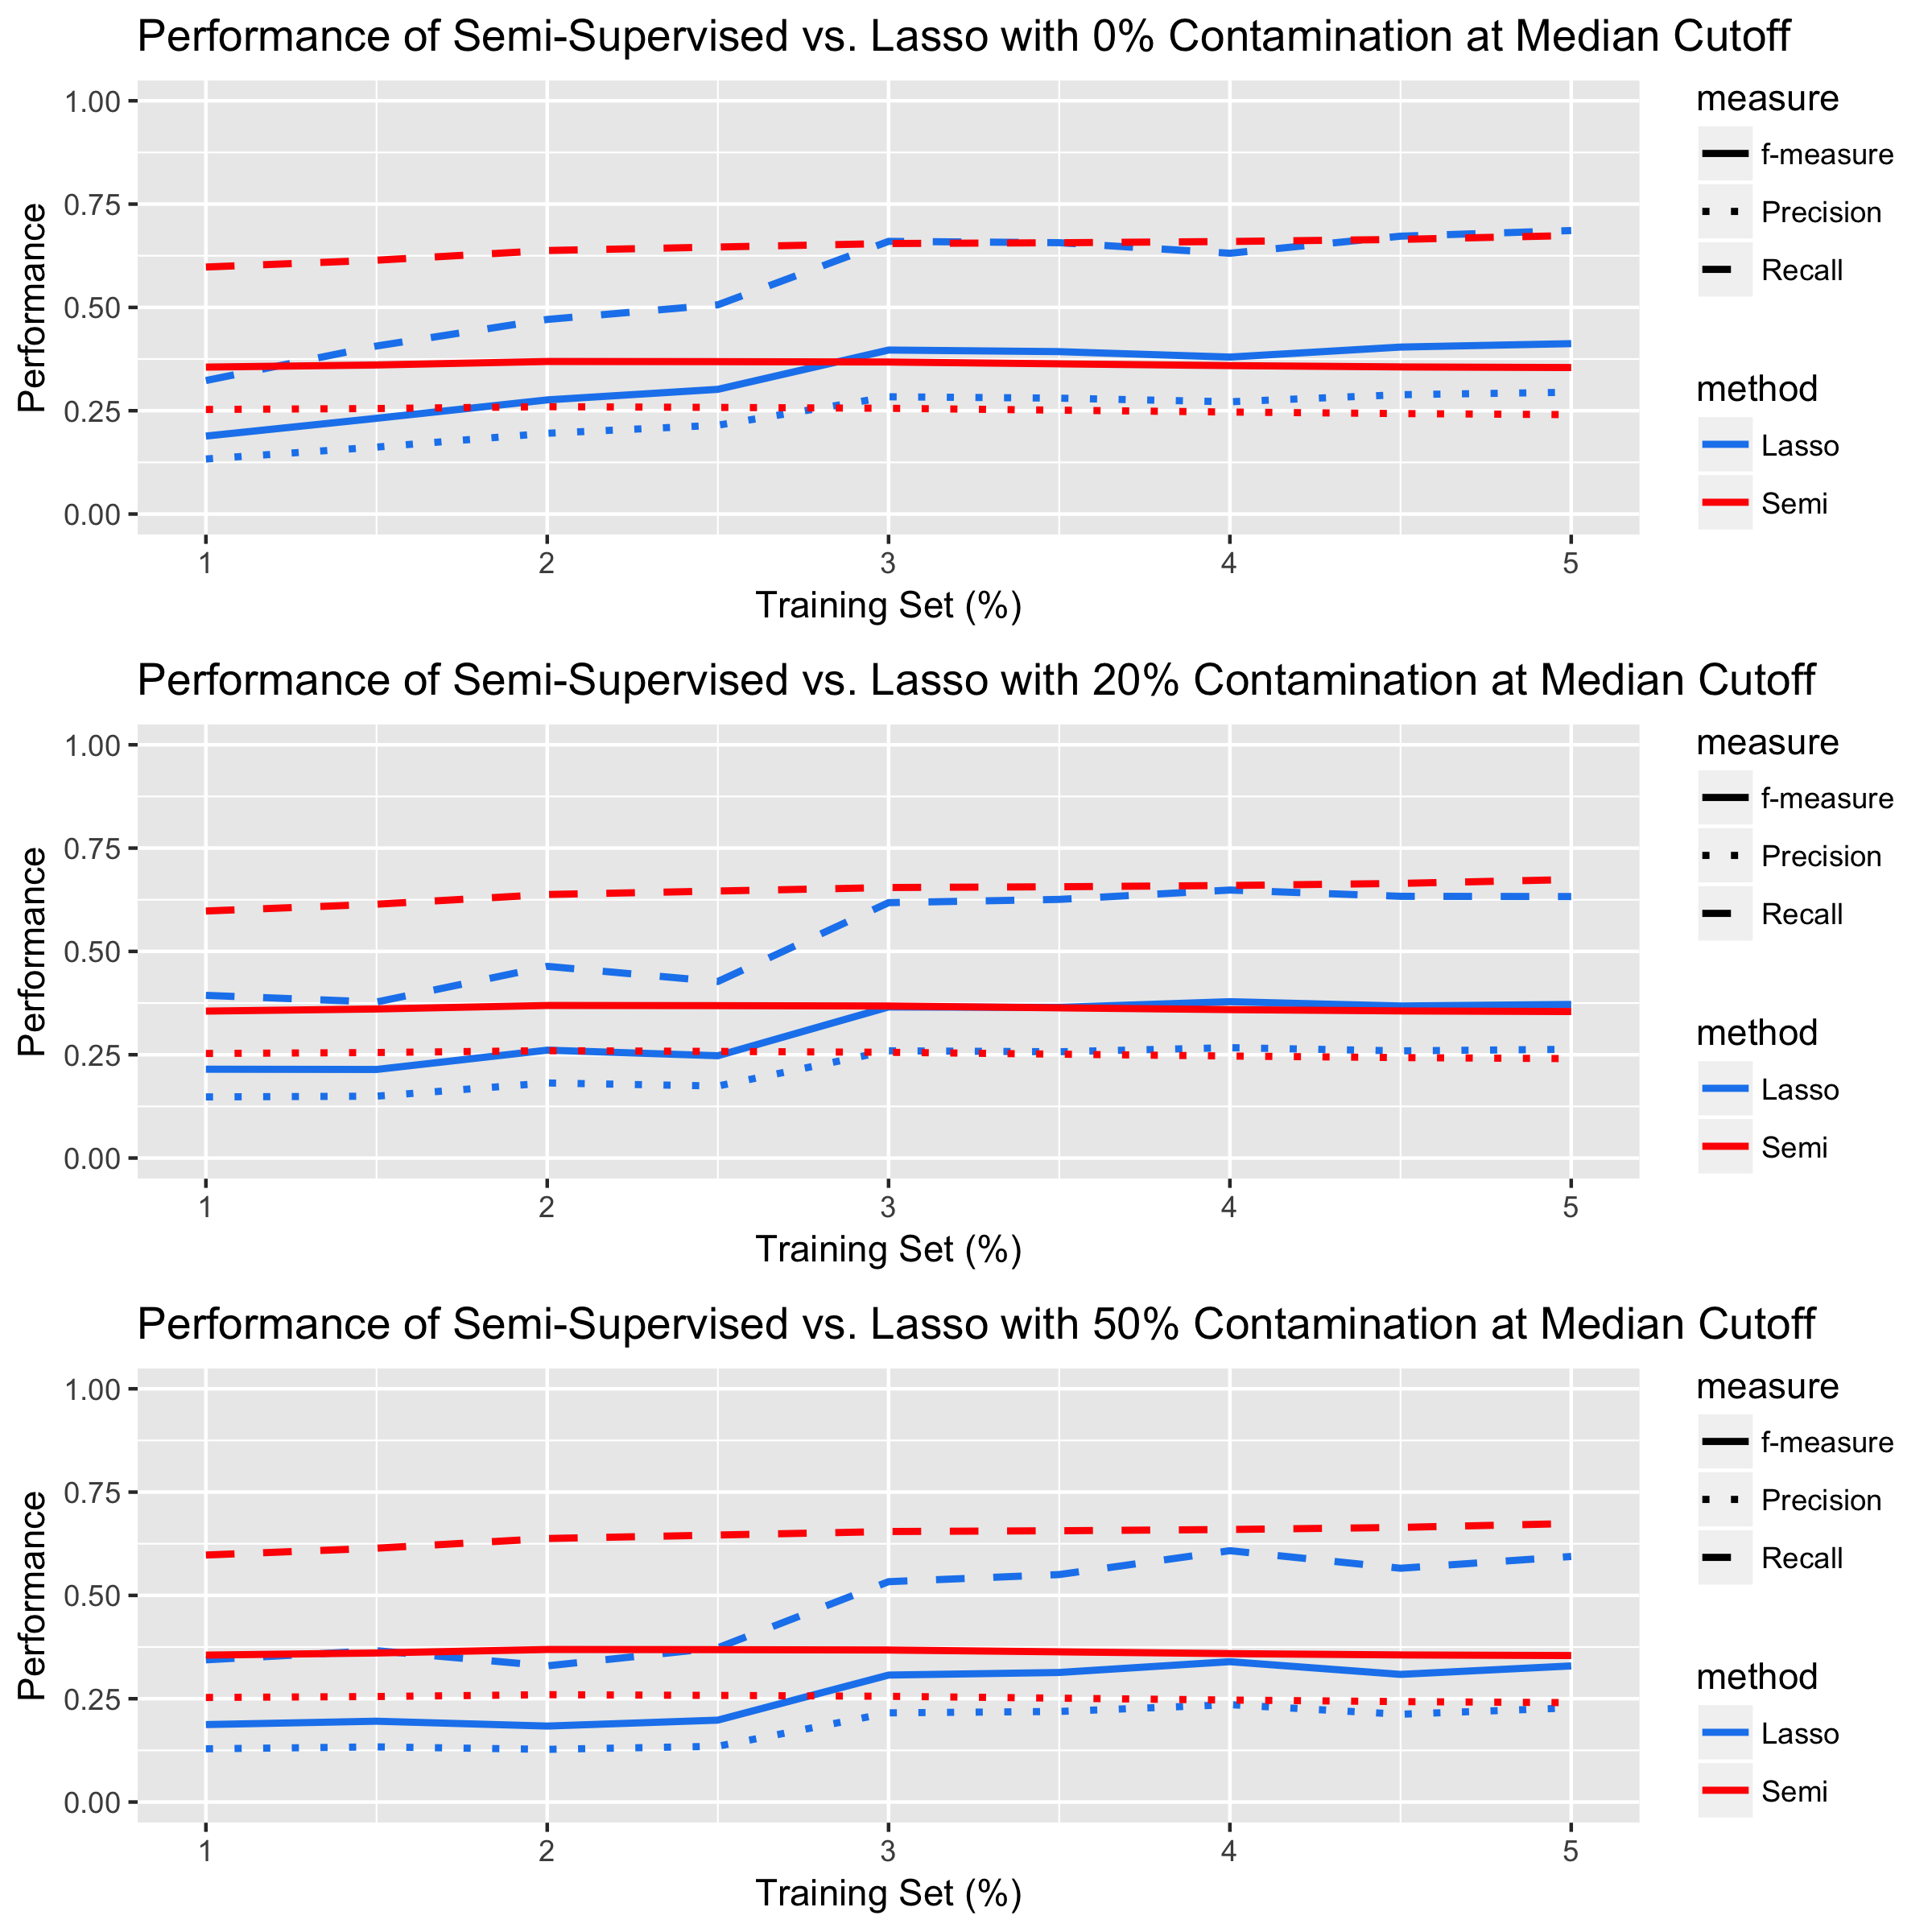 Performance of Semi-Supervised vs. Lasso with 0% Contamination at Median Cutoff
1.00
0.75
0.50
0.25
0.00
Performance
1 2 3 4 5
Training Set (%)
measure
f-measure
Precision
Recall
method
Lasso
Semi
Performance of Semi-Supervised vs. Lasso with 20% Contamination at Median Cutoff
1.00
0.75
0.50
0.25
0.00
Performance
1 2 3 4 5
Training Set (%)
measure
f-measure
Precision
Recall
method
Lasso
Semi
Performance of Semi-Supervised vs. Lasso with 50% Contamination at Median Cutoff
1.00
0.75
0.50
0.25
0.00
Performance
1 2 3 4 5
Training Set (%)
measure
f-measure
Precision
Recall
method
Lasso
Semi